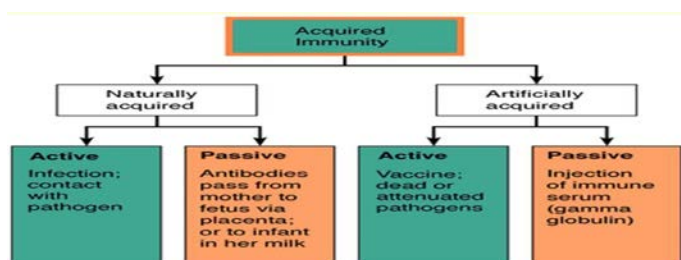 Acquired
Immunity
Naturally
acquired
Artificially
acquired
Active
Infection;
contact
with
pathogen
Passive
Antibodies
pass from
mother to
fetus via
placenta;
or to infant
in her milk
Active
Vaccine;
dead or
attenuated
pathogens
Passive
Injection
of immune
serum
(gamma
globulin)